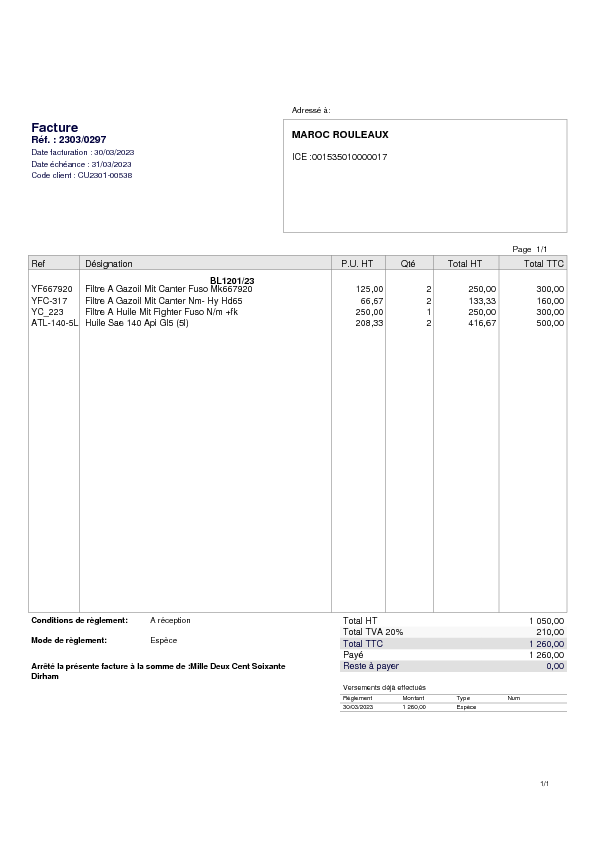 Adressé à:
Facture
Réf. : 2303/0297
Date facturation : 30/03/2023
Date échéance : 31/03/2023
Code client : CU2301-00538
MAROC ROULEAUX
ICE :001535010000017
Page 1/1
Ref Désignation P.U. HT Qté Total HT Total TTC
BL1201/23
YF667920 Filtre A Gazoil Mit Canter Fuso Mk667920 125,00 2 250,00 300,00
YFC-317 Filtre A Gazoil Mit Canter Nm- Hy Hd65 66,67 2 133,33 160,00
YC_223 Filtre A Huile Mit Fighter Fuso N/m +fk 250,00 1 250,00 300,00
ATL-140-5L Huile Sae 140 Api Gl5 (5l) 208,33 2 416,67 500,00
Conditions de règlement: A réception
Mode de règlement: Espèce
Arrêté la présente facture à la somme de :Mille Deux Cent Soixante
Dirham
Total HT 1 050,00
Total TVA 20% 210,00
Total TTC 1 260,00
Payé 1 260,00
Reste à payer 0,00
Versements déjà effectués
Règlement Montant Type Num
30/03/2023 1 260,00 Espèce
1/1